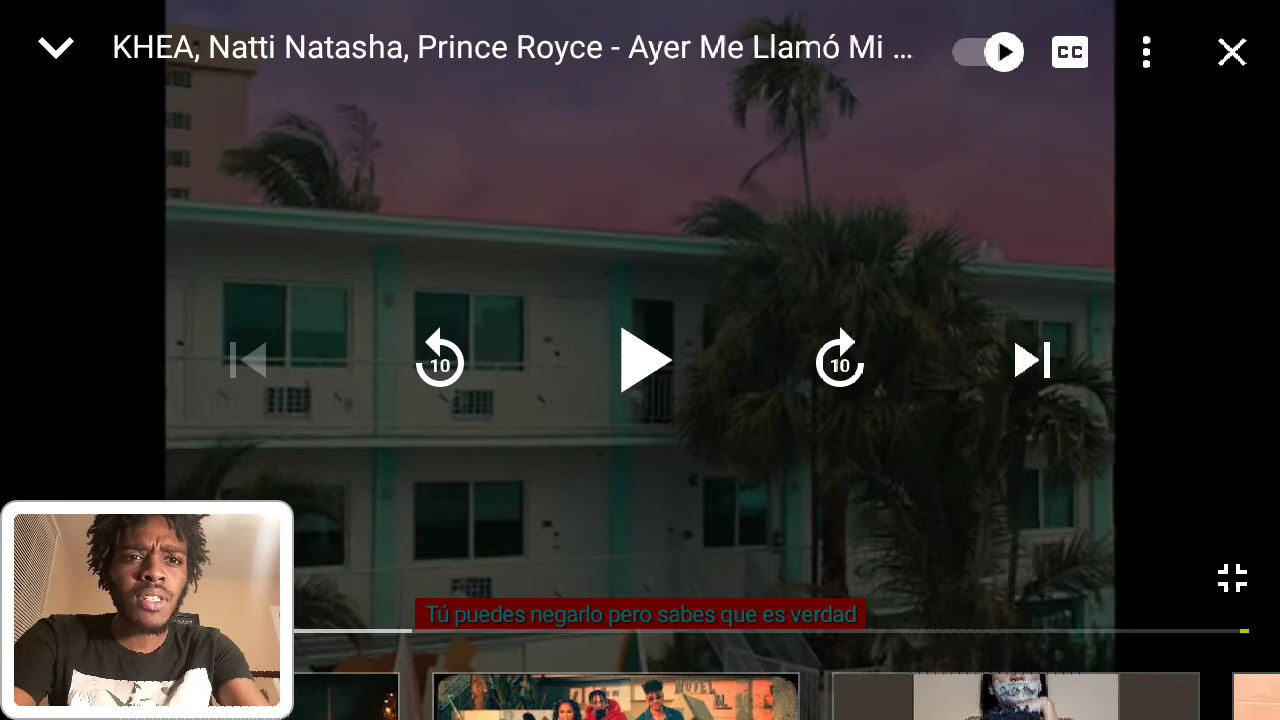 KHEA, Natti Natasha, Prince Royce - Ayer Me Llamó Mi ...
CC
10
10
Tú puedes negarlo pero sabes que es verdad
MOTEL